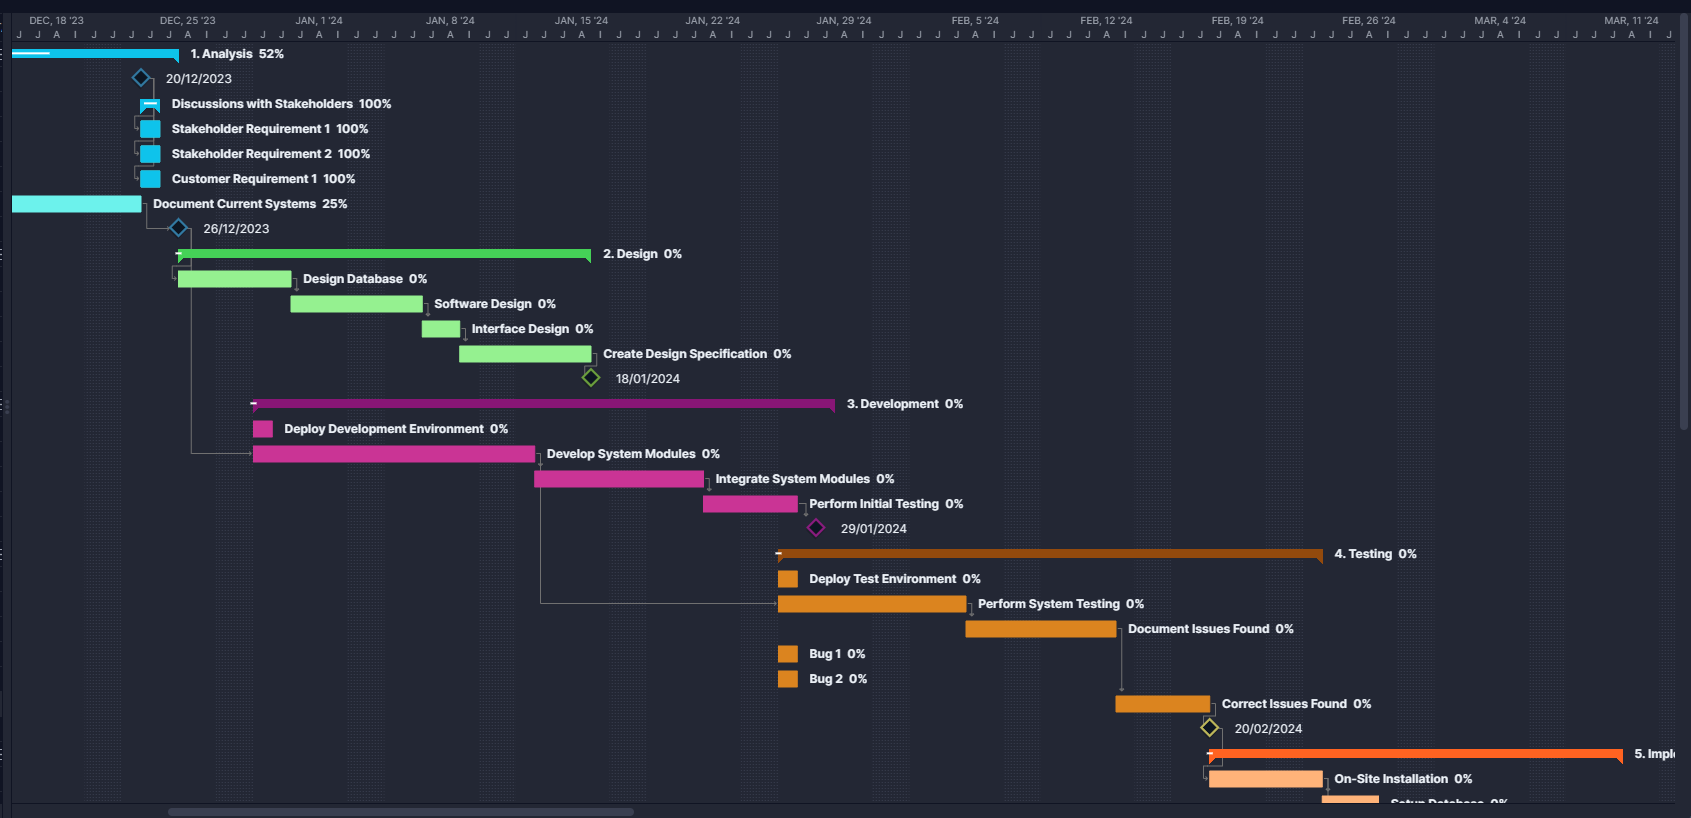 DEC, 18 '23 DEC, 25 '23 JAN, 1 '24 JAN, 8 '24 JAN, 15 '24 JAN, 22 '24 JAN, 29 '24 FEB, 5 '24 FEB, 12 '24 FEB, 19 '24 FEB, 26 '24 MAR, 4 '24 MAR, 11 '24
J J A I J J J J J A I J J J J J A I J J J J J A I J J J J J A I J J J J J A I J J J J J A I J J J J J A I J J J J J A I J J J J J A I J J J J J A I J J J J J A I J J J J J A I J
1. Analysis 52%
20/12/2023
Discussions with Stakeholders 100%
Stakeholder Requirement 1 100%
Stakeholder Requirement 2 100%
Customer Requirement 1 100%
Document Current Systems 25%
26/12/2023
2. Design 0%
Design Database 0%
Software Design 0%
Interface Design 0%
Create Design Specification 0%
18/01/2024
3. Development 0%
Deploy Development Environment 0%
Develop System Modules 0%
Integrate System Modules 0%
Perform Initial Testing 0%
29/01/2024
4. Testing 0%
Deploy Test Environment 0%
Perform System Testing 0%
Document Issues Found 0%
Bug 1 0%
Bug 2 0%
Correct Issues Found 0%
20/02/2024
5. Imple
On-Site Installation 0%
Setup Database 0%